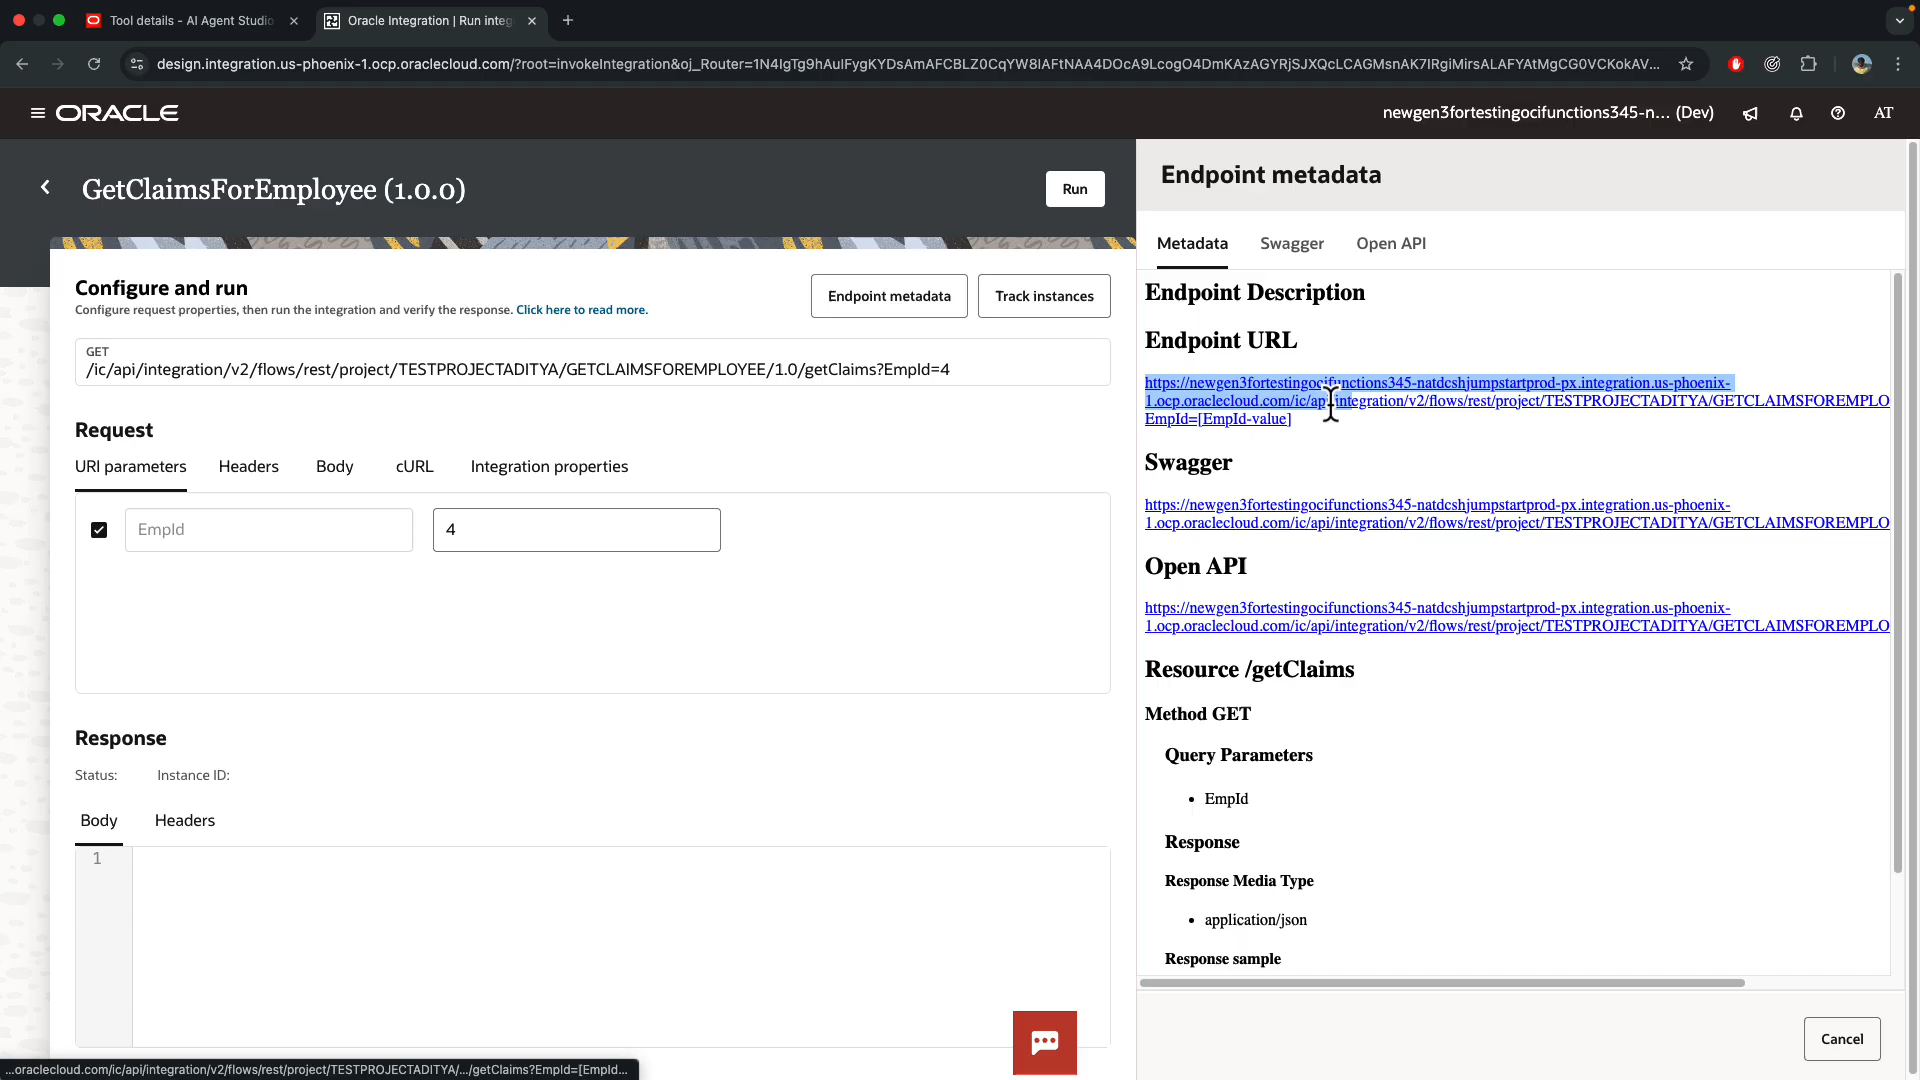 Tool details - AI Agent Studio
Oracle Integration | Run integ
design.integration.us-phoenix-1.ocp.oraclecloud.com/?root=invokeIntegration&oj_Router=
ORACLE
newgen3fortestingocifunctions345-n... (Dev)
AT
GetClaimsForEmployee (1.0.0)
Run
Configure and run
Configure request properties, then run the integration and verify the response. Click here to read more.
Endpoint metadata
Track instances
GET
/ic/api/integration/v2/flows/rest/project/TESTPROJECTADITYA/GETCLAIMSFOREMPLOYEE/1.0/getClaims?EmpId=4
Request
URI parameters
Headers
Body
cURL
Integration properties
EmpId
4
Response
Status:
Instance ID:
Body
Headers
1
Endpoint metadata
Metadata
Swagger
Open API
Endpoint Description
Endpoint URL
https://newgen3fortestingocifunctions345-natdcshjumpstartprod-px.integration.us-phoenix-
1.ocp.oraclecloud.com/ic/api/integration/v2/flows/rest/project/TESTPROJECTADITYA/GETCLAIMSFOREMPLO
EmpId=[EmpId-value]
Swagger
https://newgen3fortestingocifunctions345-natdcshjumpstartprod-px.integration.us-phoenix-
1.ocp.oraclecloud.com/ic/api/integration/v2/flows/rest/project/TESTPROJECTADITYA/GETCLAIMSFOREMPLO
Open API
https://newgen3fortestingocifunctions345-natdcshjumpstartprod-px.integration.us-phoenix-
1.ocp.oraclecloud.com/ic/api/integration/v2/flows/rest/project/TESTPROJECTADITYA/GETCLAIMSFOREMPLO
Resource /getClaims
Method GET
Query Parameters
• EmpId
Response
Response Media Type
• application/json
Response sample
Cancel
...oraclecloud.com/ic/api/integration/v2/flows/rest/project/TESTPROJECTADITYA/.../getClaims?EmpId=[EmpId...